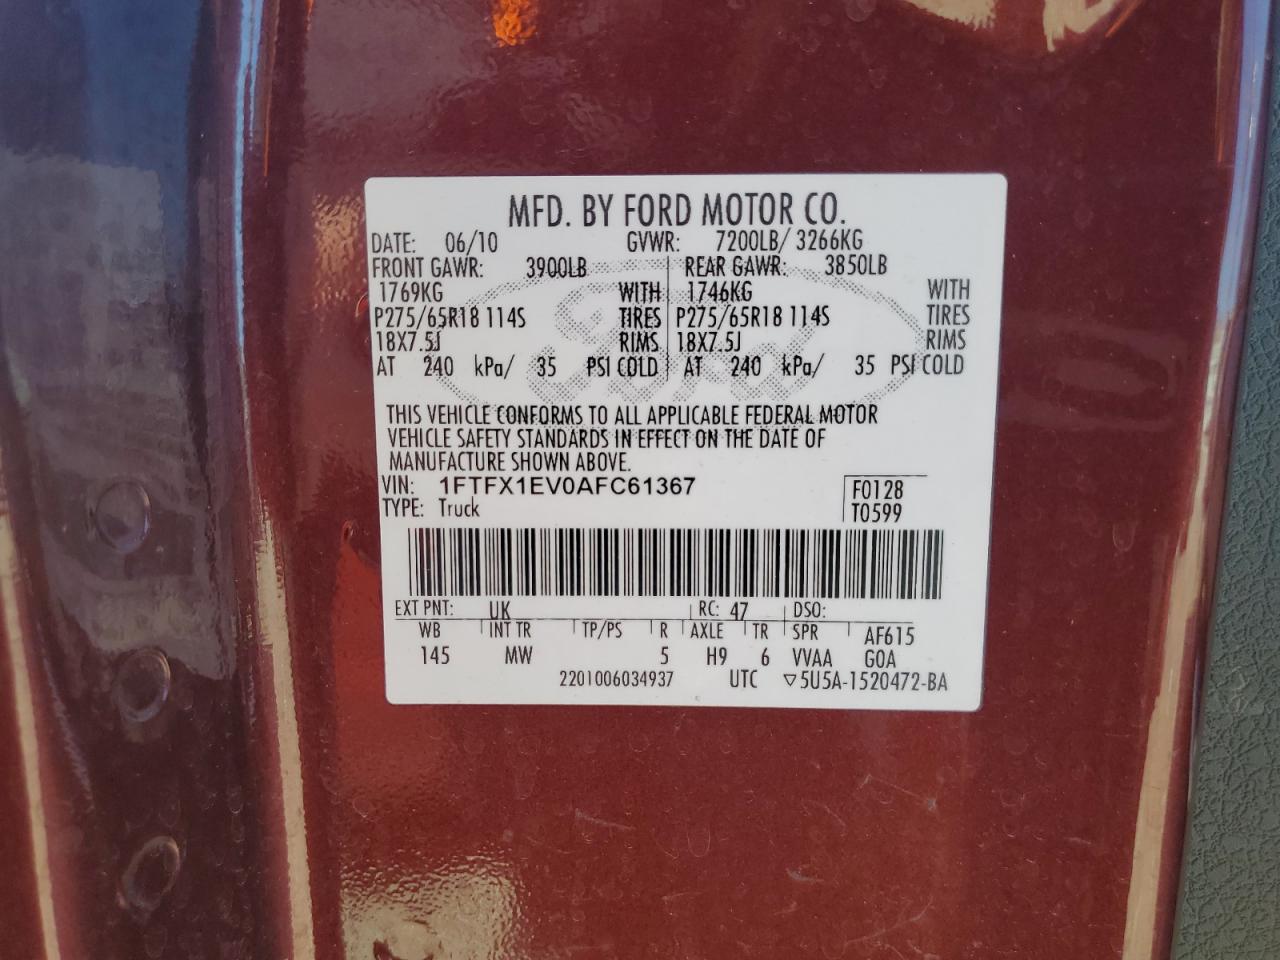 MFD. BY FORD MOTOR CO.
DATE: 06/10 GVWR: 7200LB/ 3266KG
FRONT GAWR: 3900LB REAR GAWR: 3850LB
1769KG WITH 1746KG WITH
P275/65R18 114S TIRES P275/65R18 114S TIRES
18X7.5J RIMS 18X7.5J RIMS
AT 240 kPa/ 35 PSI COLD AT 240 kPa/ 35 PSI COLD
Ford
THIS VEHICLE CONFORMS TO ALL APPLICABLE FEDERAL MOTOR
VEHICLE SAFETY STANDARDS IN EFFECT ON THE DATE OF
MANUFACTURE SHOWN ABOVE.
VIN: 1FTFX1EV0AFC61367 F0128
TYPE: Truck T0599
EXT PNT: UK RC: 47 DSO:
WB INT TR TP/PS R AXLE TR SPR AF615
145 MW 5 H9 6 VVAA GOA
2201006034937 UTC ▽5U5A-1520472-BA